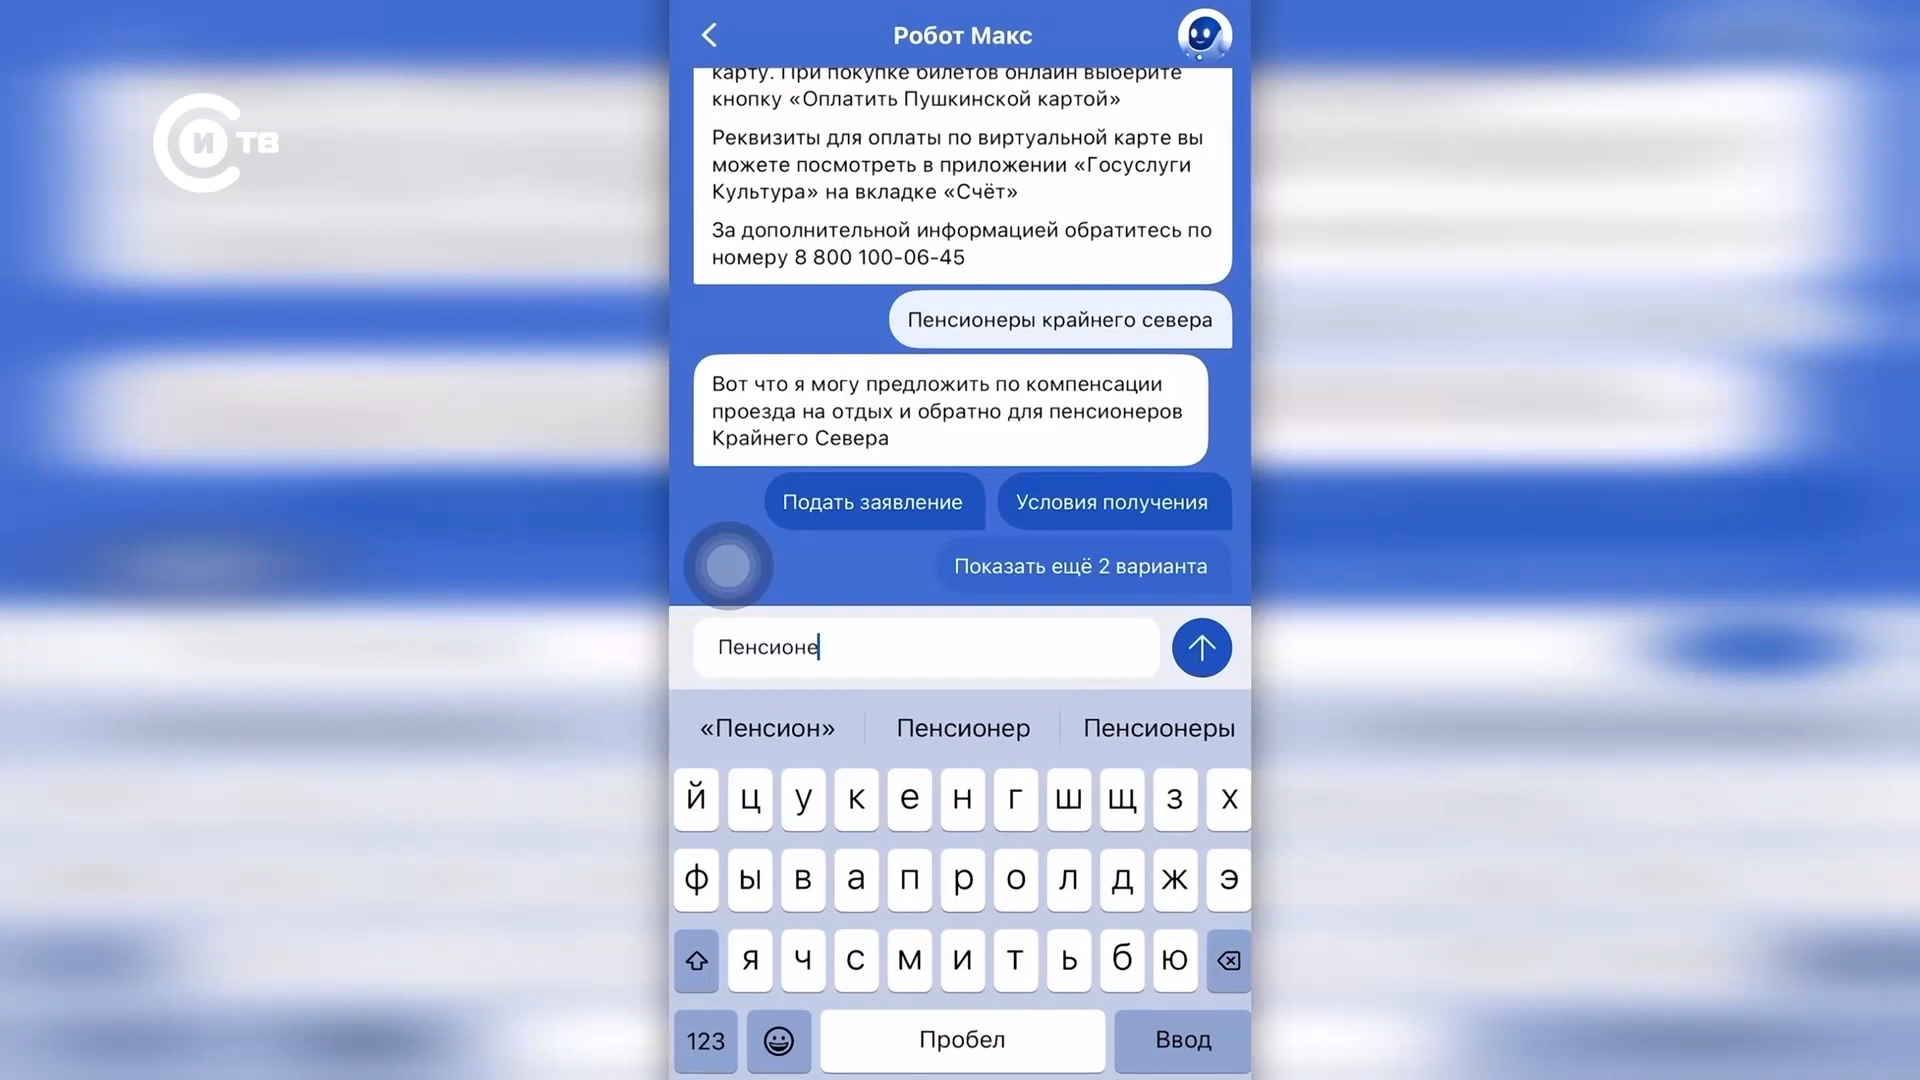 Робот Макс
СИТВ
карту. При покупке билетов онлайн выберите
кнопку «Оплатить Пушкинской картой»
Реквизиты для оплаты по виртуальной карте вы
можете посмотреть в приложении «Госуслуги
Культура» на вкладке «Счёт»
За дополнительной информацией обратитесь по
номеру 8 800 100-06-45
Пенсионеры крайнего севера
Вот что я могу предложить по компенсации
проезда на отдых и обратно для пенсионеров
Крайнего Севера
Подать заявление Условия получения
Показать ещё 2 варианта
Пенсионе
«Пенсион» Пенсионер Пенсионеры
й ц у к е н г ш щ з х
ф ы в а п р о л д ж э
я ч с м и т ь б ю
123 Пробел Ввод